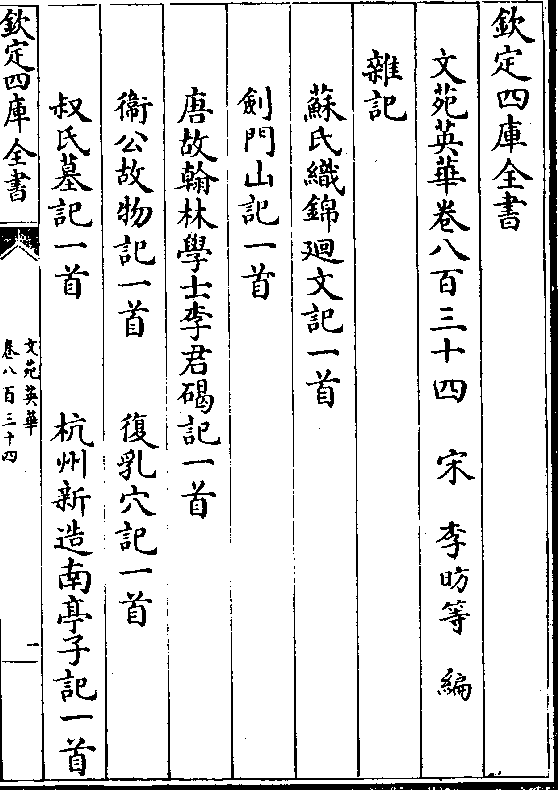 欽定四庫全書
文苑英華卷八百三十四　宋　李昉等　編
雜記
蘇氏織錦廻文記一首
劍門山記一首
唐故翰林學士李君碣記一首
衞公故物記一首　　復乳穴記一首
叔氏墓記一首　　杭州新造南亭子記一首
欽定四庫全書
文苑英華
卷八百三十四
一